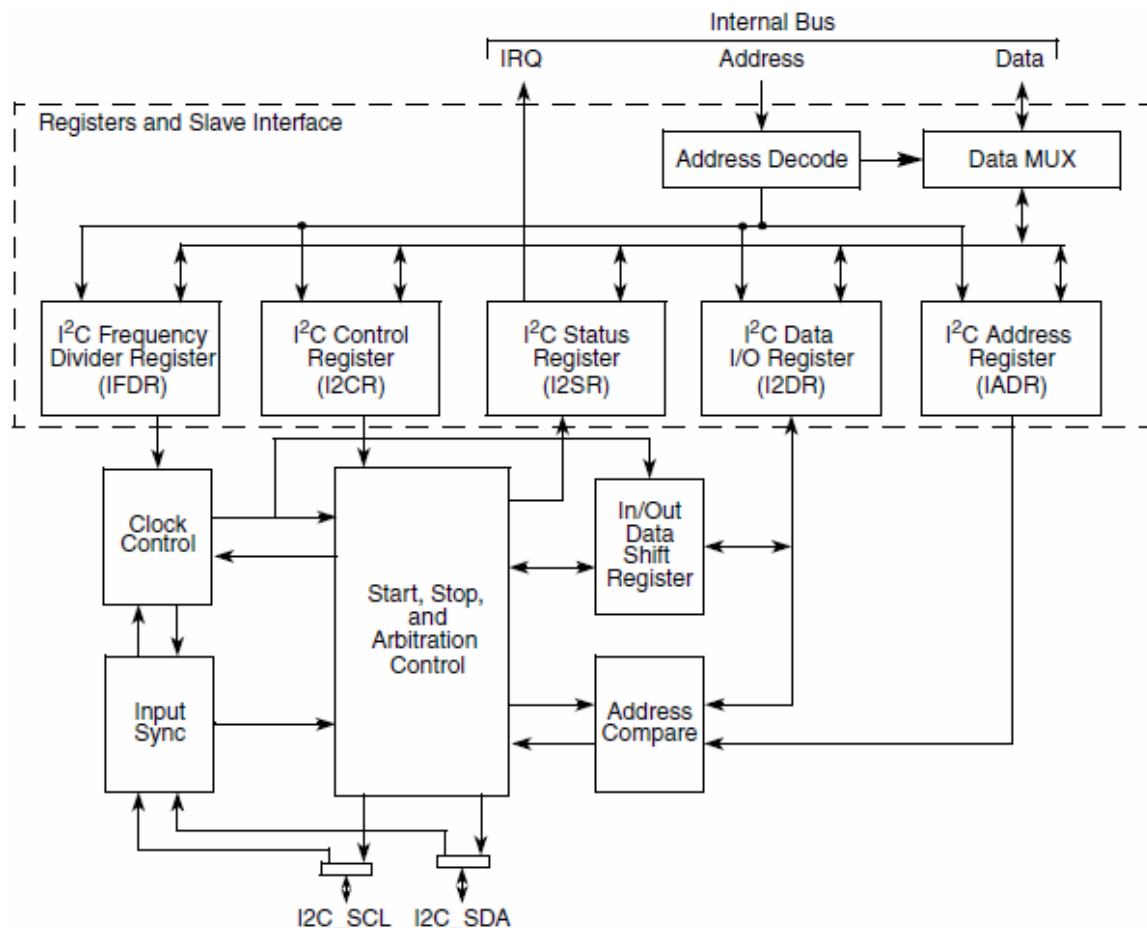 Internal Bus
IRQ
Address
Data
Registers and Slave Interface
Address Decode
Data MUX
I²C Frequency
Divider Register
(IFDR)
I²C Control
Register
(I2CR)
I²C Status
Register
(I2SR)
I²C Data
I/O Register
(I2DR)
I²C Address
Register
(IADR)
Clock
Control
In/Out
Data
Shift
Register
Start, Stop,
and
Arbitration
Control
Input
Sync
Address
Compare
I2C_SCL
I2C_SDA